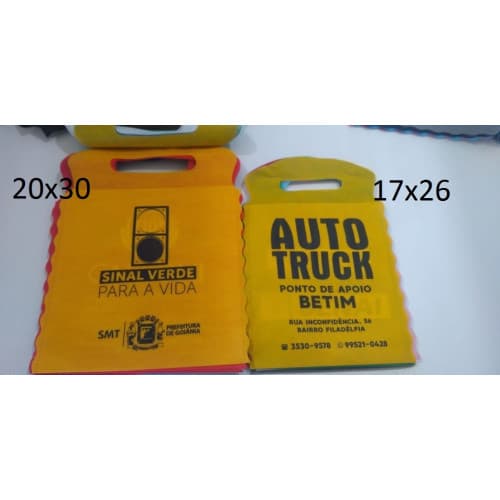 20x30
SINAL VERDE
PARA A VIDA
SMT
PREFEITURA
DE GOIÂNIA
17x26
AUTO
TRUCK
PONTO DE APOIO
BETIM
RUA INCONFIDÊNCIA, 36
BAIRRO FILADÉLFIA
3530-9578 99521-0428